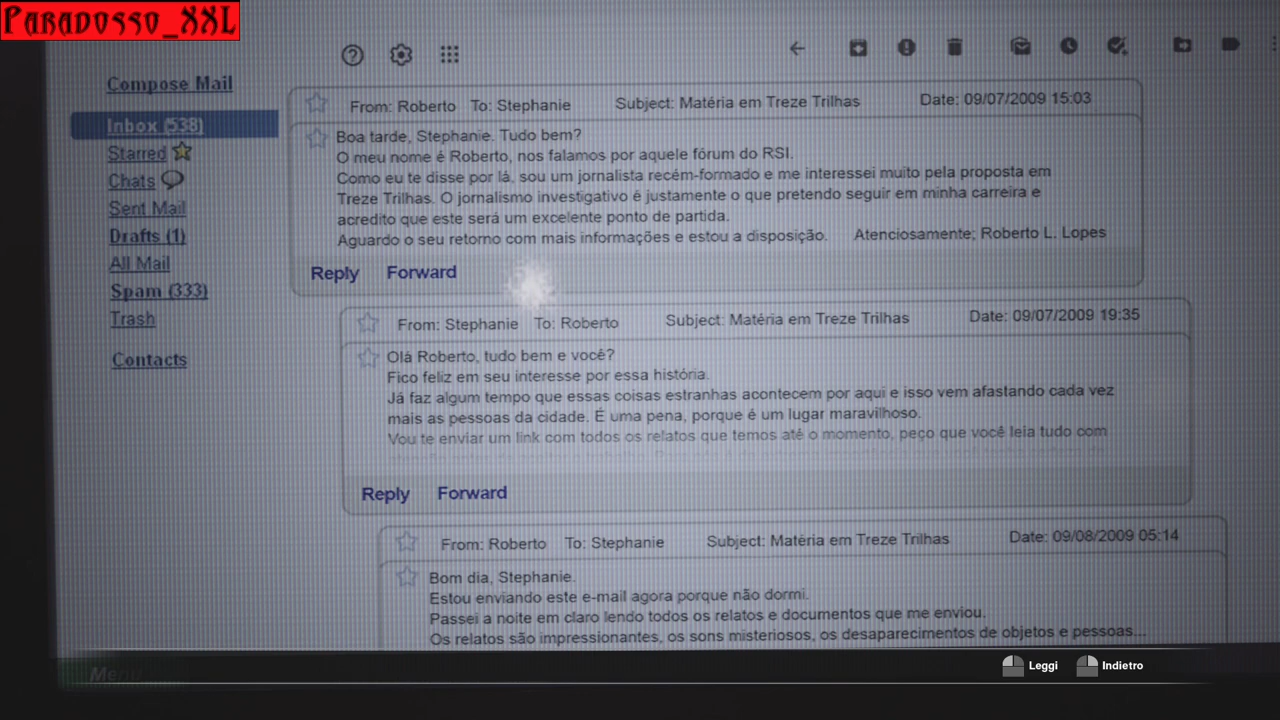 Paradosso_XXL
Compose Mail
Inbox (538)
Starred
Chats
Sent Mail
Drafts (1)
All Mail
Spam (333)
Trash
Contacts
From: Roberto To: Stephanie Subject: Matéria em Treze Trilhas Date: 09/07/2009 15:03
Boa tarde, Stephanie. Tudo bem?
O meu nome é Roberto, nos falamos por aquele fórum do RSI.
Como eu te disse por lá, sou um jornalista recém-formado e me interessei muito pela proposta em
Treze Trilhas. O jornalismo investigativo é justamente o que pretendo seguir em minha carreira e
acredito que este será um excelente ponto de partida.
Aguardo o seu retorno com mais informações e estou a disposição. Atenciosamente; Roberto L. Lopes
Reply Forward
From: Stephanie To: Roberto Subject: Matéria em Treze Trilhas Date: 09/07/2009 19:35
Olá Roberto, tudo bem e você?
Fico feliz em seu interesse por essa história.
Já faz algum tempo que essas coisas estranhas acontecem por aqui e isso vem afastando cada vez
mais as pessoas da cidade. É uma pena, porque é um lugar maravilhoso.
Vou te enviar um link com todos os relatos que temos até o momento, peço que você leia tudo com
Reply Forward
From: Roberto To: Stephanie Subject: Matéria em Treze Trilhas Date: 09/08/2009 05:14
Bom dia, Stephanie.
Estou enviando este e-mail agora porque não dormi.
Passei a noite em claro lendo todos os relatos e documentos que me enviou.
Os relatos são impressionantes, os sons misteriosos, os desaparecimentos de objetos e pessoas...
Menu
Leggi Indietro